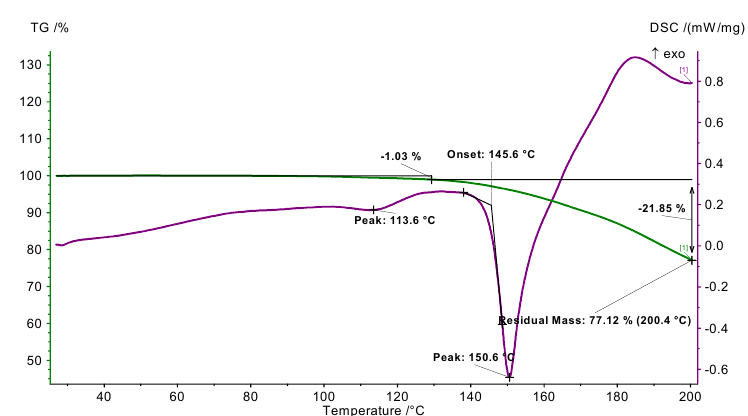 TG /%
DSC /(mW/mg)
↑ exo
130
120
110
100
90
80
70
60
50
0.8
0.6
0.4
0.2
0.0
-0.2
-0.4
-0.6
[1]
-1.03 %
Onset: 145.6 °C
Peak: 113.6 °C
-21.85 %
[1]
Residual Mass: 77.12 % (200.4 °C)
Peak: 150.6 °C
40 60 80 100 120 140 160 180 200
Temperature /°C